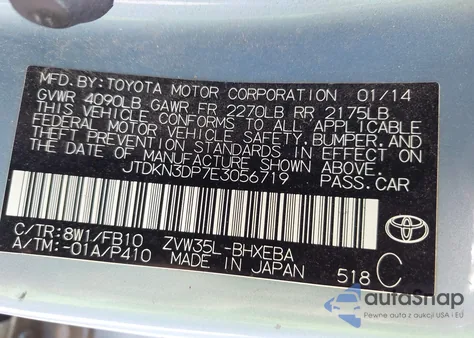 MFD.BY:TOYOTA MOTOR CORPORATION 01/14
GVWR 4090LB GAWR FR 2270LB RR 2175LB
THIS VEHICLE CONFORMS TO ALL APPLICABLE
FEDERAL MOTOR VEHICLE SAFETY,BUMPER,AND
THEFT PREVENTION STANDARDS IN EFFECT ON
THE DATE OF MANUFACTURE SHOWN ABOVE.
JTDKN3DP7E3056719 PASS.CAR
C/TR:8W1/FB10 ZVW35L-BHXEBA
A/TM:-01A/P410 MADE IN JAPAN
TOYOTA
518 C
autoSnap
Pewne auta z aukcji USA i EU